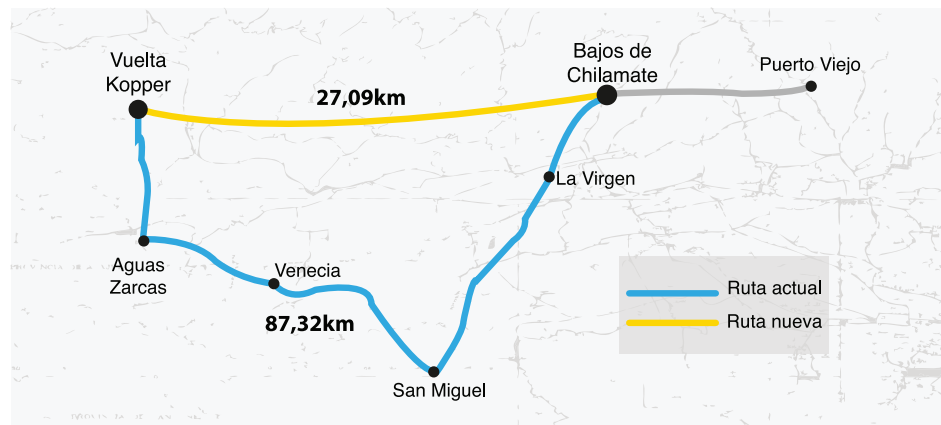 Vuelta
Kopper
27,09km
Bajos de
Chilamate
Puerto Viejo
La Virgen
Aguas
Zarcas
Venecia
87,32km
San Miguel
Ruta actual
Ruta nueva